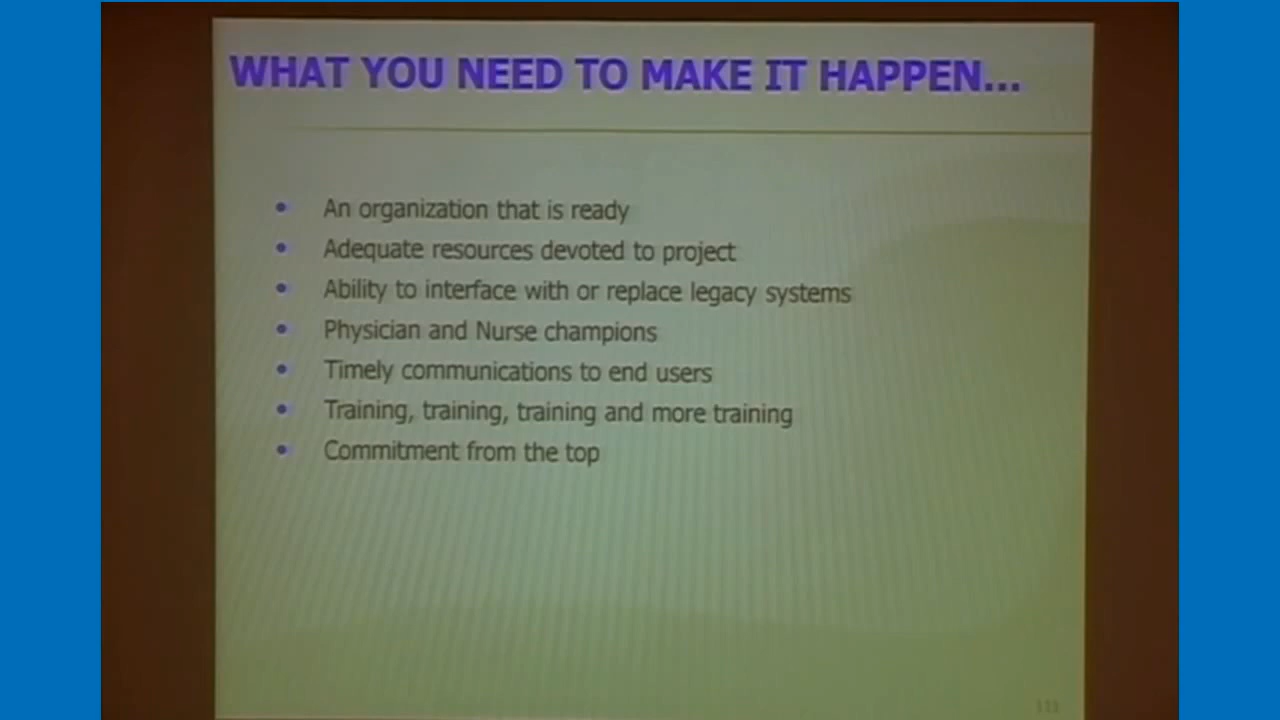 WHAT YOU NEED TO MAKE IT HAPPEN...
• An organization that is ready
• Adequate resources devoted to project
• Ability to interface with or replace legacy systems
• Physician and Nurse champions
• Timely communications to end users
• Training, training, training and more training
• Commitment from the top